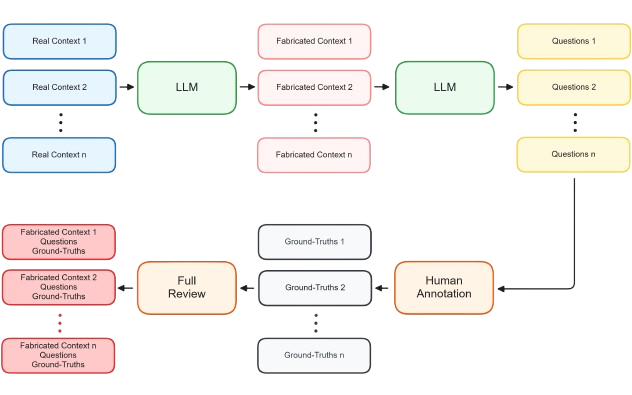 Real Context 1
Fabricated Context 1
Questions 1
Real Context 2
LLM
Fabricated Context 2
LLM
Questions 2
Real Context n
Fabricated Context n
Questions n
Fabricated Context 1
Questions
Ground-Truths
Ground-Truths 1
Fabricated Context 2
Questions
Ground-Truths
Full
Review
Ground-Truths 2
Human
Annotation
Fabricated Context n
Questions
Ground-Truths
Ground-Truths n